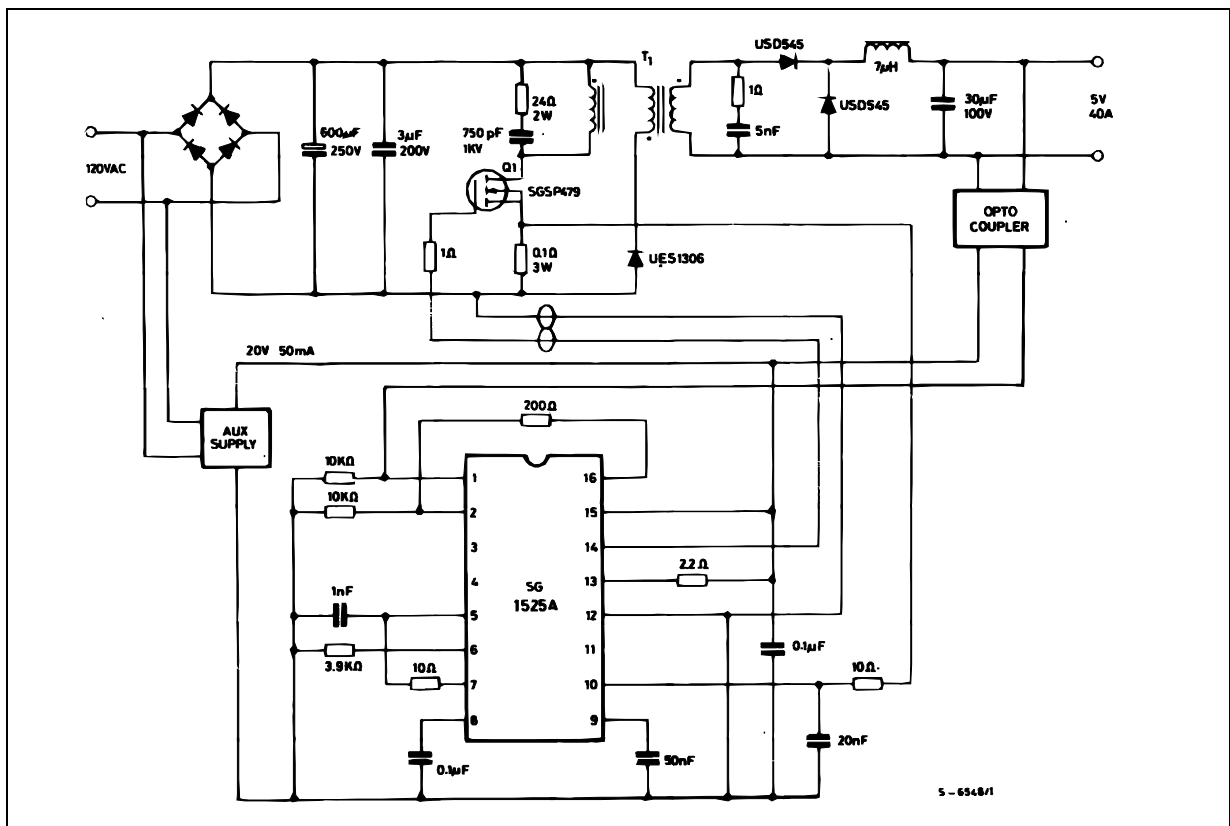 USD545
T1
7µH
1Ω
24Ω
2W
600µF
250V
3µF
200V
750pF
1KV
5nF
USD545
30µF
100V
5V
40A
120VAC
Q1
SGSP479
OPTO
COUPLER
1Ω
0.1Ω
3W
UES1306
20V 50mA
200Ω
AUX
SUPPLY
10KΩ
1
16
10KΩ
2
15
3
14
2.2Ω
4
13
SG
1525A
1nF
5
12
6
11
0.1µF
3.9KΩ
10Ω
7
10
10Ω.
8
9
20nF
0.1µF
50nF
S-6548/1